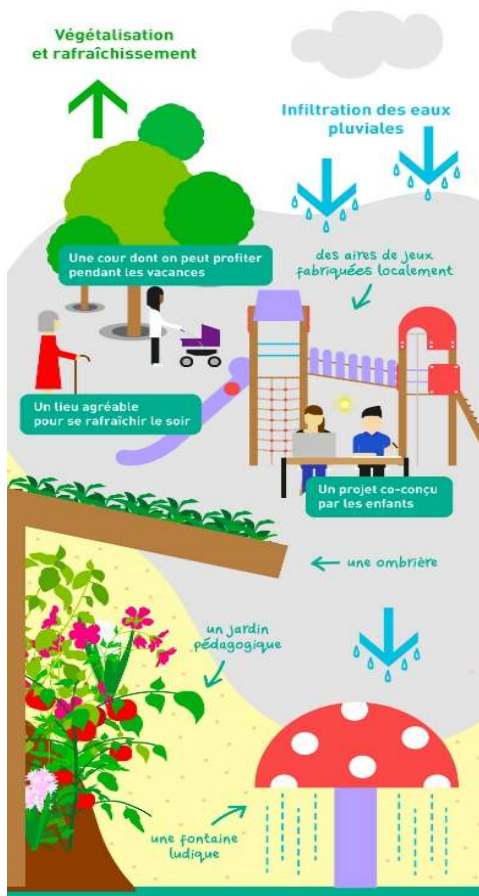 Végétalisation
et rafraîchissement
Infiltration des eaux
pluviales
Une cour dont on peut profiter
pendant les vacances
des aires de jeux
fabriquées localement
Un lieu agréable
pour se rafraîchir le soir
Un projet co-conçu
par les enfants
une ombrière
un jardin
pédagogique
une fontaine
ludique